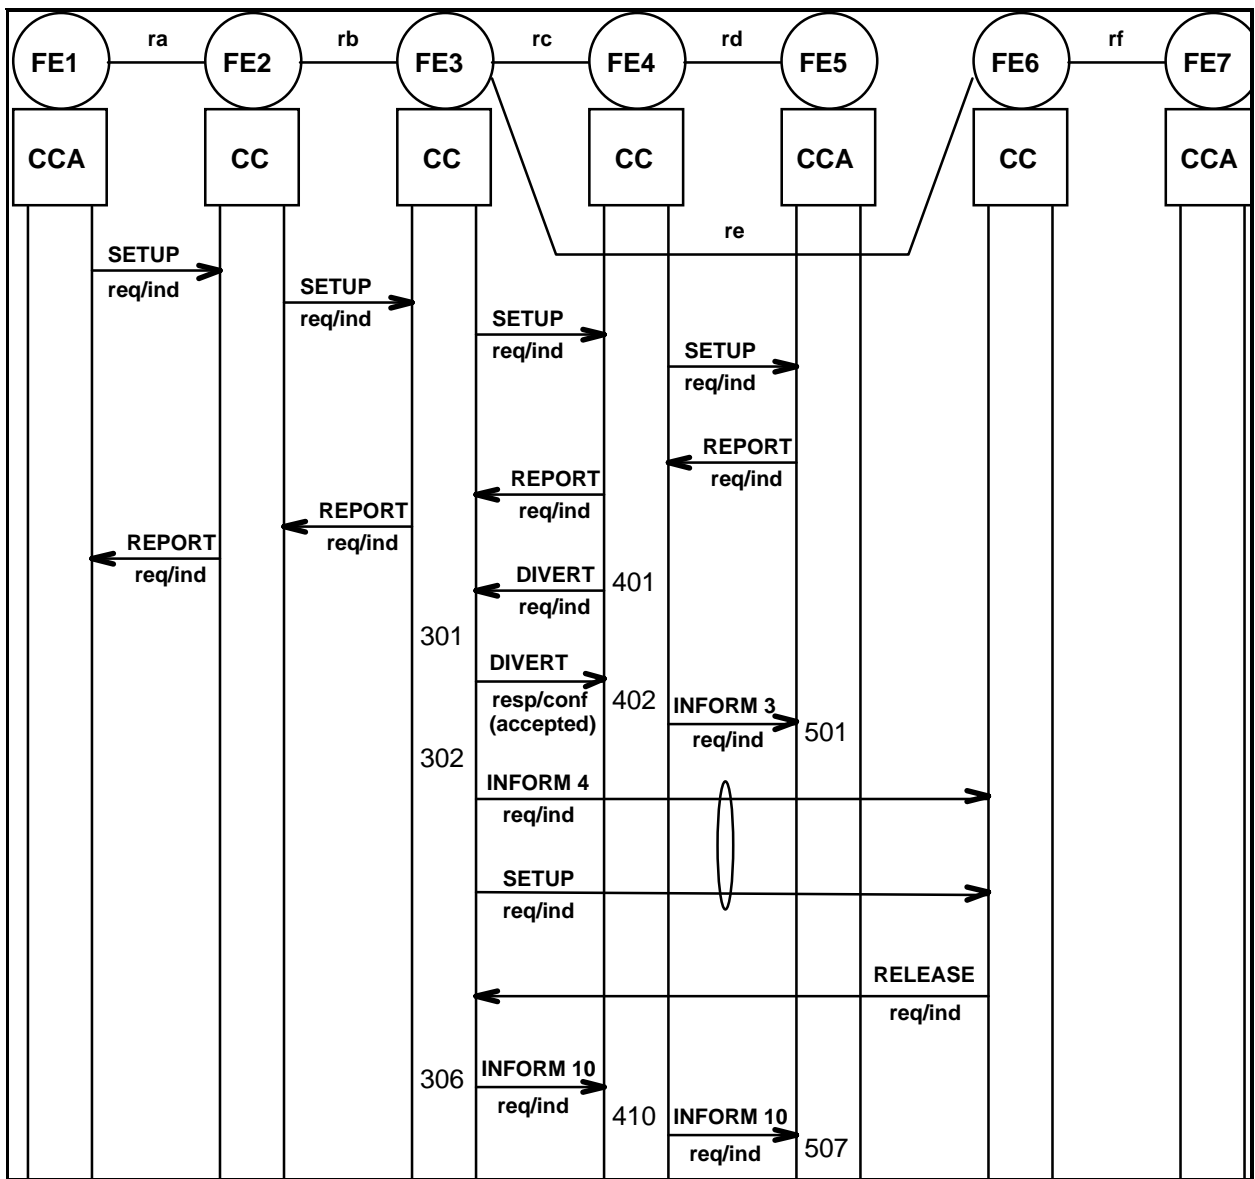 ra rb rc rd rf
FE1 FE2 FE3 FE4 FE5 FE6 FE7
CCA CC CC CC CCA CC CCA
re
SETUP
req/ind
SETUP
req/ind
SETUP
req/ind
SETUP
req/ind
REPORT
req/ind
REPORT
req/ind
REPORT
req/ind
REPORT
req/ind
DIVERT 401
req/ind
301
DIVERT
resp/conf 402
(accepted)
INFORM 3
req/ind 501
302
INFORM 4
req/ind
SETUP
req/ind
RELEASE
req/ind
306 INFORM 10
req/ind
410 INFORM 10
req/ind 507